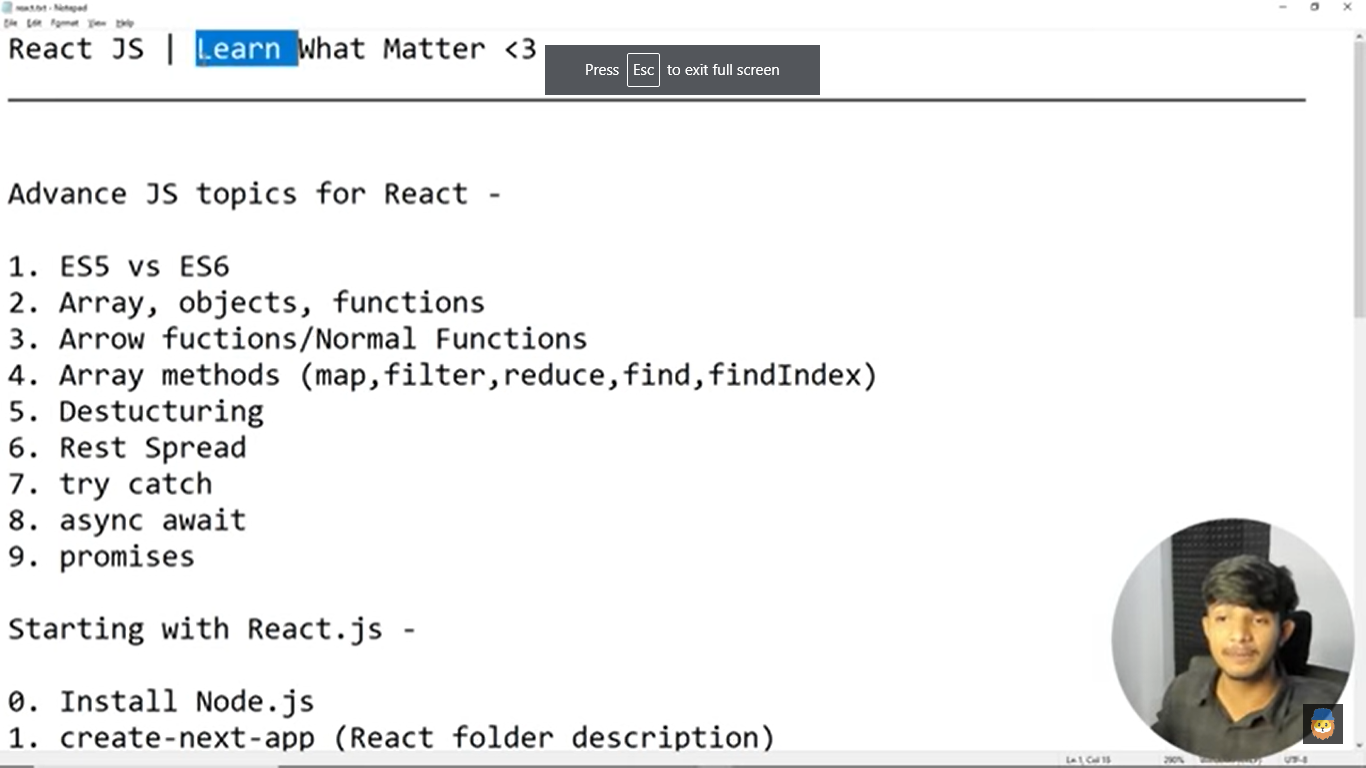 react.txt - Notepad
File Edit Format View Help
React JS | Learn What Matter <3
Press Esc to exit full screen
Advance JS topics for React -
1. ES5 vs ES6
2. Array, objects, functions
3. Arrow fuctions/Normal Functions
4. Array methods (map,filter,reduce,find,findIndex)
5. Destucturing
6. Rest Spread
7. try catch
8. async await
9. promises
Starting with React.js -
0. Install Node.js
1. create-next-app (React folder description)
Ln 1, Col 15 290% UTF-8